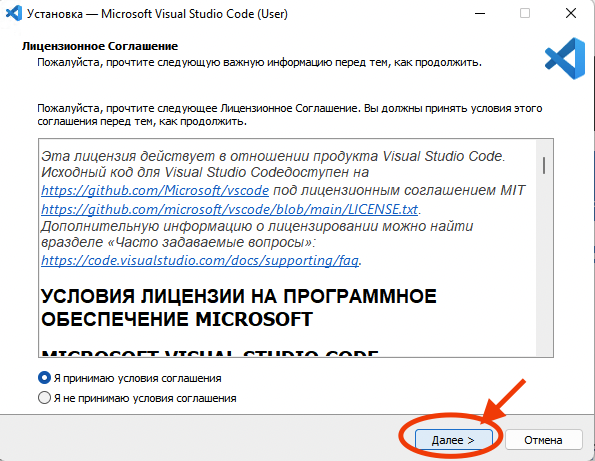 Установка — Microsoft Visual Studio Code (User)
Лицензионное Соглашение
Пожалуйста, прочтите следующую важную информацию перед тем, как продолжить.
Пожалуйста, прочтите следующее Лицензионное Соглашение. Вы должны принять условия этого
соглашения перед тем, как продолжить.
Эта лицензия действует в отношении продукта Visual Studio Code.
Исходный код для Visual Studio Codeдоступен на
https://github.com/Microsoft/vscode под лицензионным соглашением MIT
https://github.com/microsoft/vscode/blob/main/LICENSE.txt.
Дополнительную информацию о лицензировании можно найти
вразделе «Часто задаваемые вопросы»:
https://code.visualstudio.com/docs/supporting/faq.
УСЛОВИЯ ЛИЦЕНЗИИ НА ПРОГРАММНОЕ
ОБЕСПЕЧЕНИЕ MICROSOFT
MICROSOFT VISUAL STUDIO CODE
Я принимаю условия соглашения
Я не принимаю условия соглашения
Далее >
Отмена